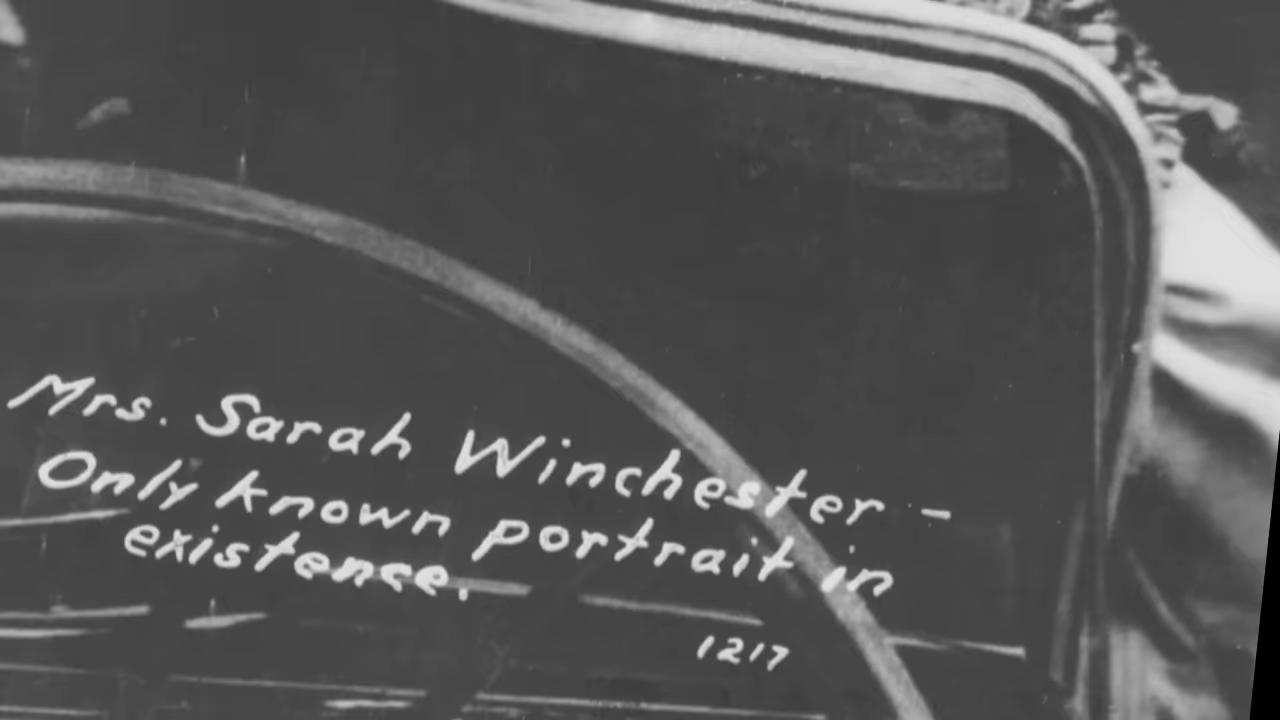 Mrs. Sarah Winchester -
Only known portrait in
existence.
1217